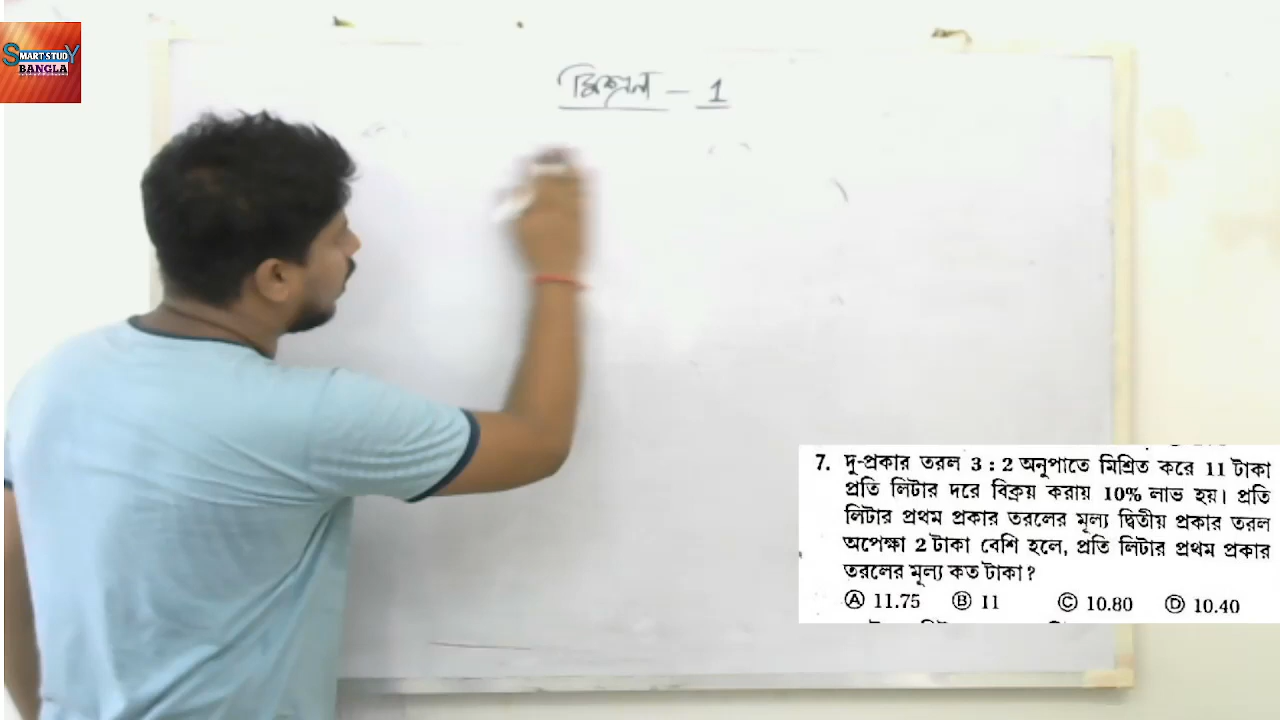 SMART STUDY
BANGLA
মিশ্রণ - 1
7. দু-প্রকার তরল 3 : 2 অনুপাতে মিশ্রিত করে 11 টাকা
প্রতি লিটার দরে বিক্রয় করায় 10% লাভ হয়। প্রতি
লিটার প্রথম প্রকার তরলের মূল্য দ্বিতীয় প্রকার তরল
অপেক্ষা 2 টাকা বেশি হলে, প্রতি লিটার প্রথম প্রকার
তরলের মূল্য কত টাকা?
Ⓐ 11.75 Ⓑ 11 Ⓒ 10.80 Ⓓ 10.40